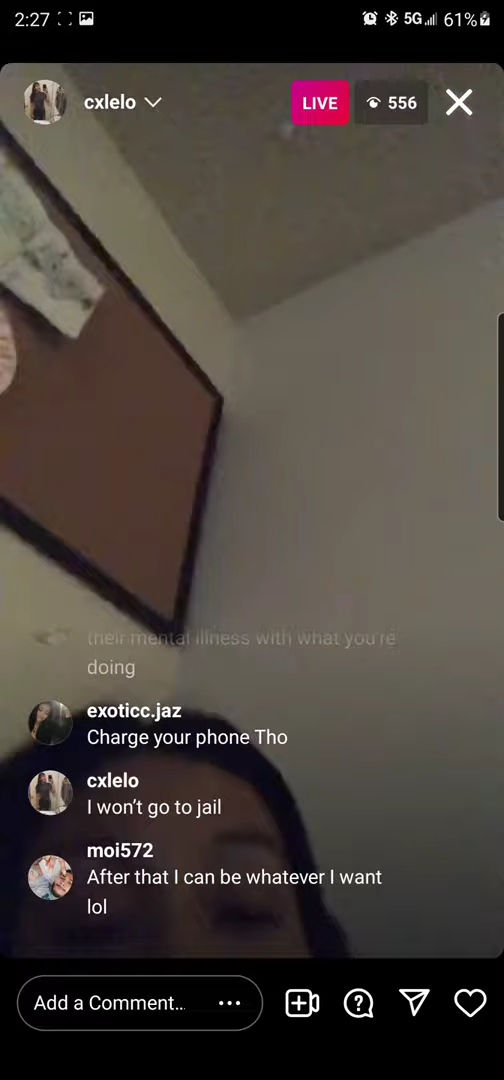 2:27 5G 61%
cxlelo LIVE 556
their mental illness with what you're
doing
exoticc.jaz
Charge your phone Tho
cxlelo
I won't go to jail
moi572
After that I can be whatever I want
lol
Add a Comment...